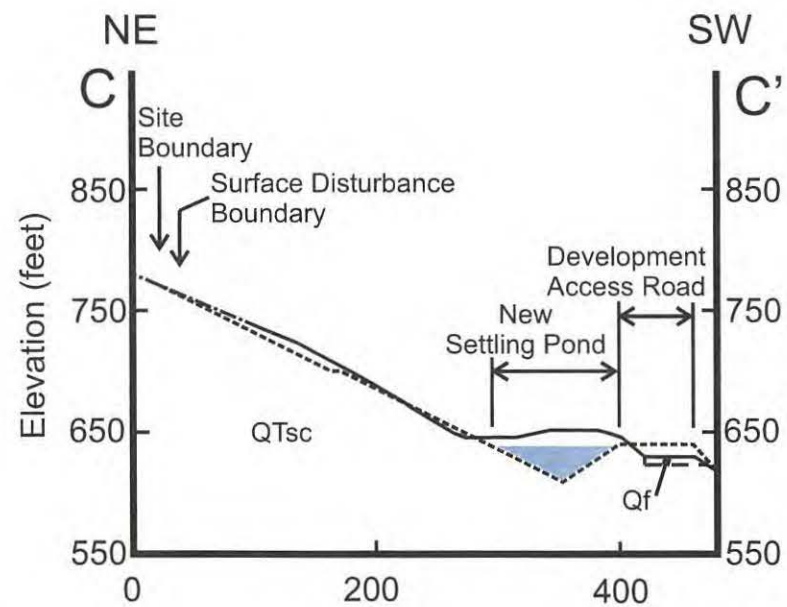 NE
SW
C
C'
Site
Boundary
Surface Disturbance
Boundary
Development
Access Road
New
Settling Pond
Elevation (feet)
850
750
650
550
850
750
650
550
QTsc
Qf
0
200
400